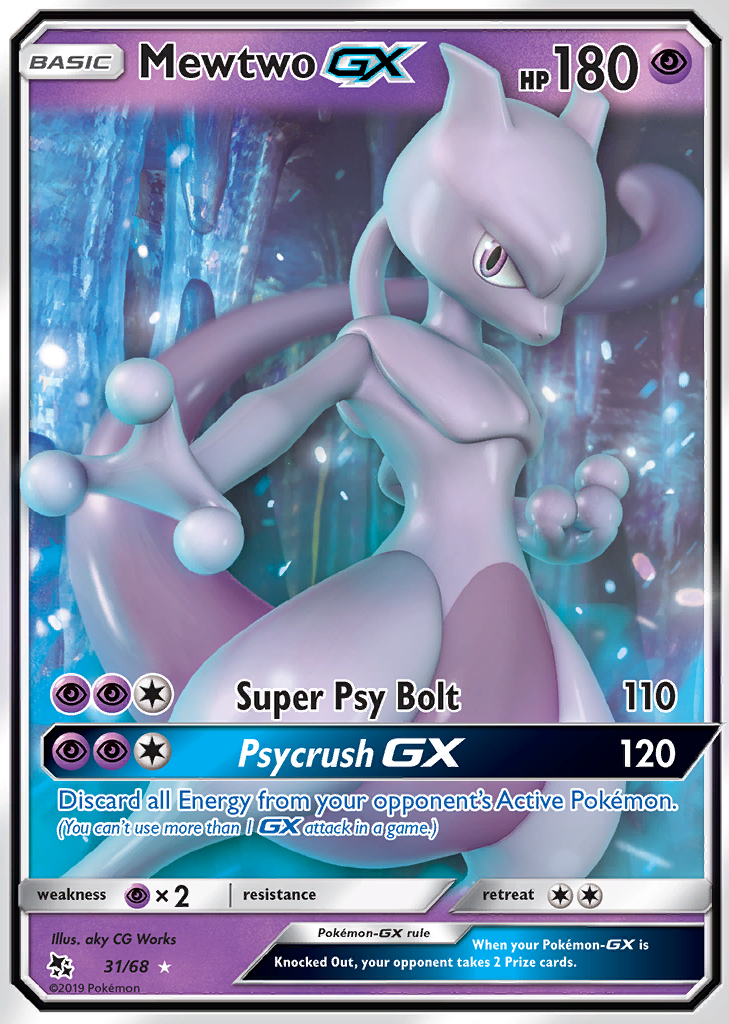 BASIC Mewtwo GX HP 180
Super Psy Bolt 110
Psycrush GX 120
Discard all Energy from your opponent's Active Pokémon.
(You can't use more than 1 GX attack in a game.)
weakness × 2 resistance retreat
Illus. aky CG Works
31/68
©2019 Pokémon
Pokémon-GX rule
When your Pokémon-GX is
Knocked Out, your opponent takes 2 Prize cards.